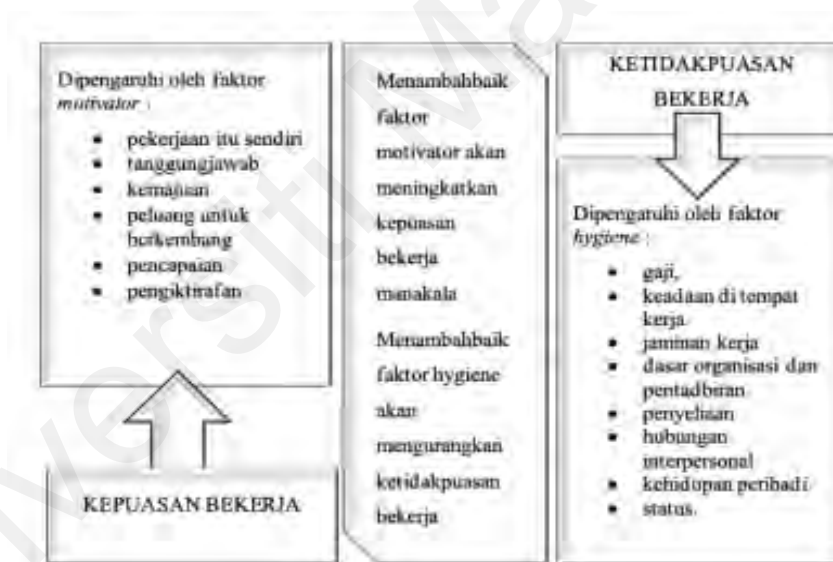 Dipengaruhi oleh faktor
motivator :
• pekerjaan itu sendiri
• tanggungjawab
• kemajuan
• peluang untuk
berkembang
• pencapaian
• pengiktirafan
KEPUASAN BEKERJA
Menambahbaik
faktor
motivator akan
meningkatkan
kepuasan
bekerja
manakala
Menambahbaik
faktor hygiene
akan
mengurangkan
ketidakpuasan
bekerja
KETIDAKPUASAN
BEKERJA
Dipengaruhi oleh faktor
hygiene :
• gaji,
• keadaan di tempat
kerja
• jaminan kerja
• dasar organisasi dan
pentadbiran
• penyeliaan
• hubungan
interpersonal
• kehidupan peribadi
• status.